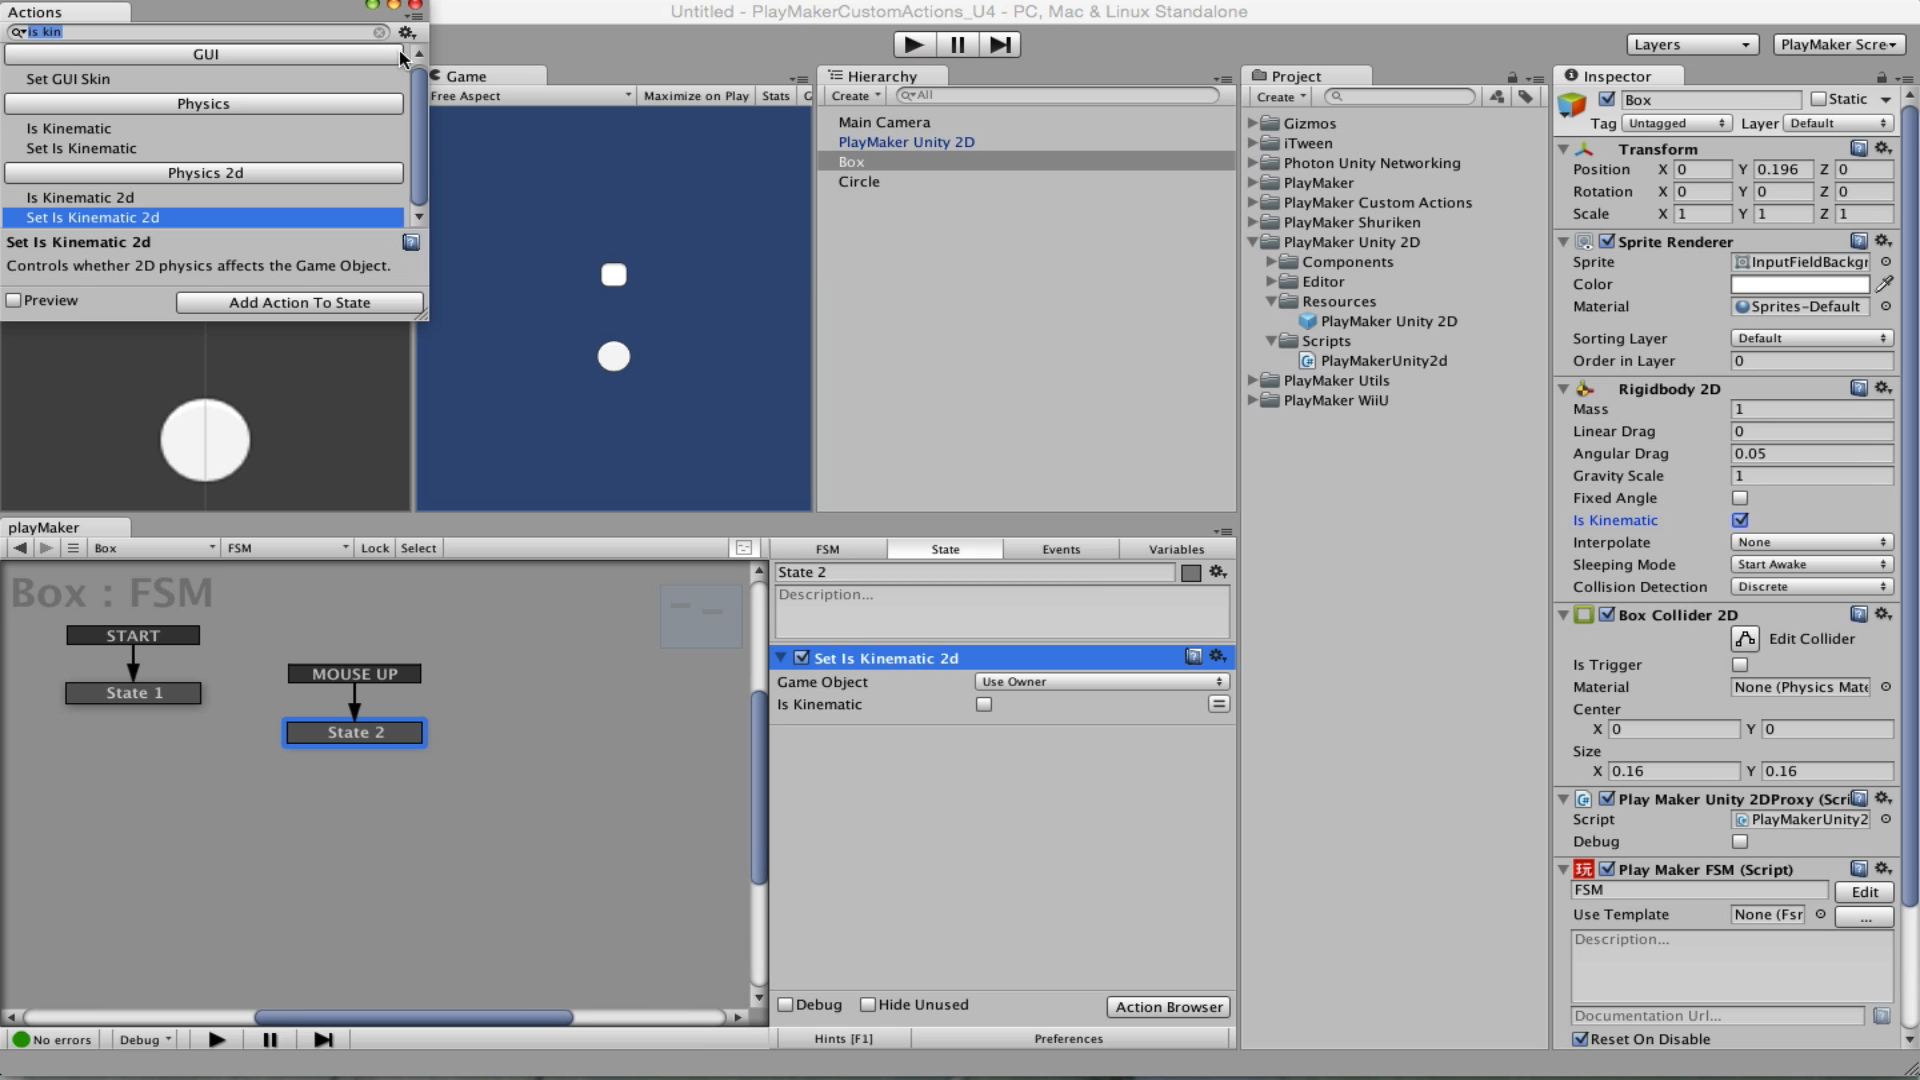 Actions
Untitled - PlayMakerCustomActions_U4 - PC, Mac & Linux Standalone
is kin
GUI
Set GUI Skin
Physics
Is Kinematic
Set Is Kinematic
Physics 2d
Is Kinematic 2d
Set Is Kinematic 2d
Set Is Kinematic 2d
Controls whether 2D physics affects the Game Object.
Preview
Add Action To State
Layers
PlayMaker Scre
Game
Free Aspect
Maximize on Play
Stats
G
Hierarchy
Create
All
Main Camera
PlayMaker Unity 2D
Box
Circle
Project
Create
Gizmos
iTween
Photon Unity Networking
PlayMaker
PlayMaker Custom Actions
PlayMaker Shuriken
PlayMaker Unity 2D
Components
Editor
Resources
PlayMaker Unity 2D
Scripts
PlayMakerUnity2d
PlayMaker Utils
PlayMaker WiiU
Inspector
Box
Static
Tag Untagged Layer Default
Transform
Position X 0 Y 0.196 Z 0
Rotation X 0 Y 0 Z 0
Scale X 1 Y 1 Z 1
Sprite Renderer
Sprite InputFieldBackgr
Color
Material Sprites-Default
Sorting Layer Default
Order in Layer 0
Rigidbody 2D
Mass 1
Linear Drag 0
Angular Drag 0.05
Gravity Scale 1
Fixed Angle
Is Kinematic
Interpolate None
Sleeping Mode Start Awake
Collision Detection Discrete
Box Collider 2D
Edit Collider
Is Trigger
Material None (Physics Mate
Center
X 0 Y 0
Size
X 0.16 Y 0.16
Play Maker Unity 2DProxy (Scri
Script PlayMakerUnity2
Debug
玩 Play Maker FSM (Script)
FSM Edit
Use Template None (Fsr ...
Description...
Documentation Url...
Reset On Disable
playMaker
Box FSM Lock Select
Box : FSM
START
State 1
MOUSE UP
State 2
FSM State Events Variables
State 2
Description...
Set Is Kinematic 2d
Game Object Use Owner
Is Kinematic
Debug Hide Unused Action Browser
No errors Debug
Hints [F1] Preferences